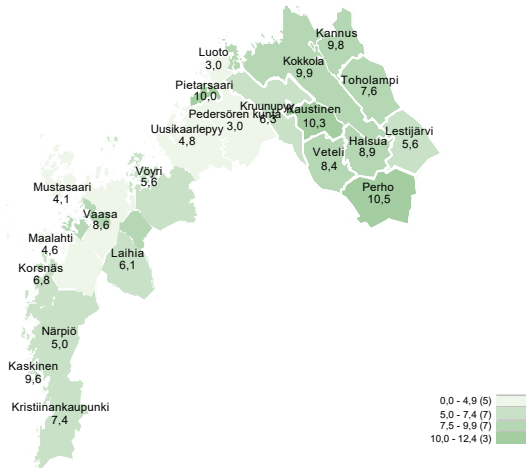 Kannus
9,8
Luoto
3,0
Kokkola
9,9
Toholampi
7,6
Pietarsaari
10,0
Kruunupyy
6,3
Kaustinen
10,3
Pedersören kunta
3,0
Uusikaarlepyy
4,8
Lestijärvi
5,6
Halsua
8,9
Veteli
8,4
Perho
10,5
Vöyri
5,6
Mustasaari
4,1
Vaasa
8,6
Maalahti
4,6
Laihia
6,1
Korsnäs
6,8
Närpiö
5,0
Kaskinen
9,6
Kristiinankaupunki
7,4
0,0 - 4,9 (5)
5,0 - 7,4 (7)
7,5 - 9,9 (7)
10,0 - 12,4 (3)